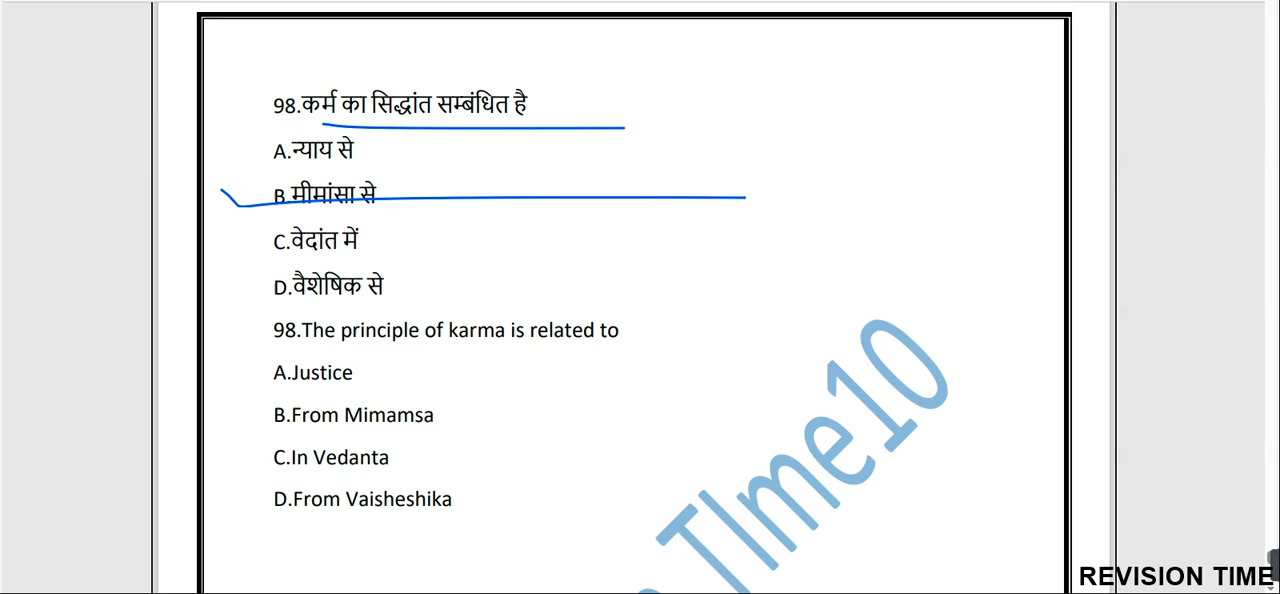 98.कर्म का सिद्धांत सम्बंधित है
A.न्याय से
B.मीमांसा से
C.वेदांत में
D.वैशेषिक से
98.The principle of karma is related to
A.Justice
B.From Mimamsa
C.In Vedanta
D.From Vaisheshika
TIme10
REVISION TIME